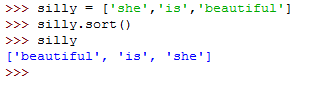 >>> silly = ['she','is','beautiful']
>>> silly.sort()
>>> silly
['beautiful', 'is', 'she']
>>>